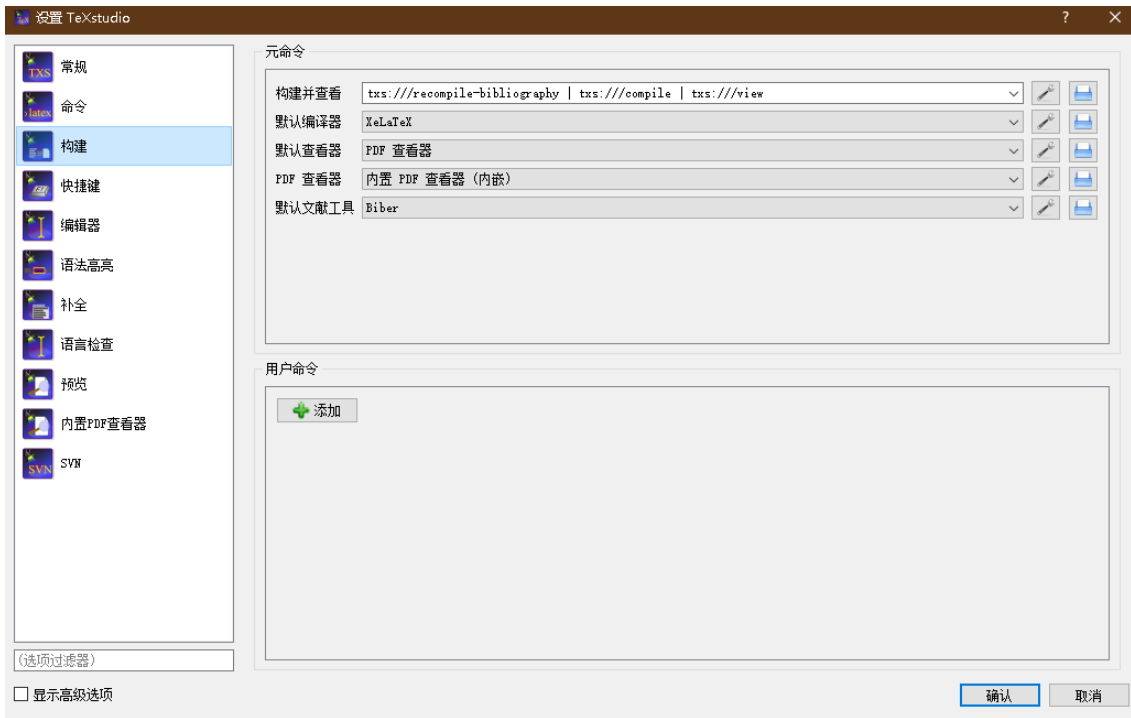 设置 TeXstudio
?
TXS 常规
latex 命令
构建
快捷键
编辑器
语法高亮
补全
语言检查
预览
内置PDF查看器
SVN SVN
(选项过滤器)
显示高级选项
元命令
构建并查看 txs:///recompile-bibliography | txs:///compile | txs:///view
默认编译器 XeLaTeX
默认查看器 PDF 查看器
PDF 查看器 内置 PDF 查看器 (内嵌)
默认文献工具 Biber
用户命令
添加
确认 取消